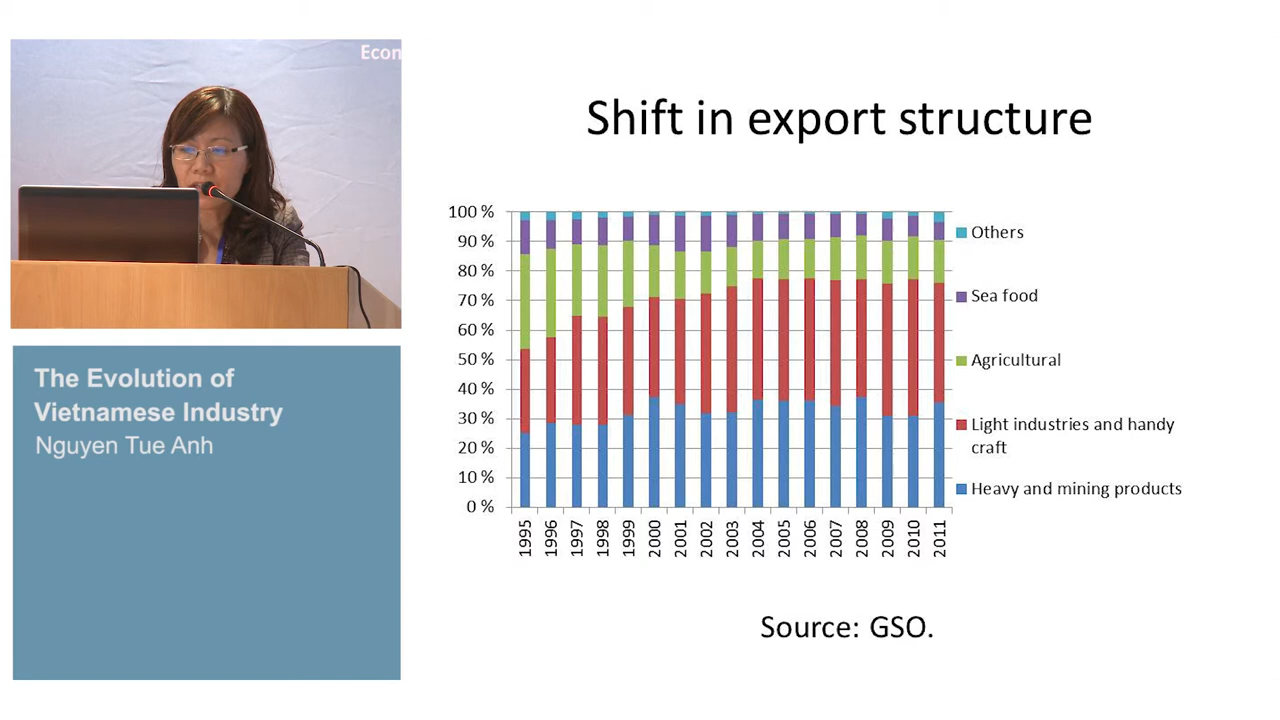 Econ
The Evolution of
Vietnamese Industry
Nguyen Tue Anh
Shift in export structure
100 %
90 %
80 %
70 %
60 %
50 %
40 %
30 %
20 %
10 %
0 %
1995
1996
1997
1998
1999
2000
2001
2002
2003
2004
2005
2006
2007
2008
2009
2010
2011
Others
Sea food
Agricultural
Light industries and handy
craft
Heavy and mining products
Source: GSO.